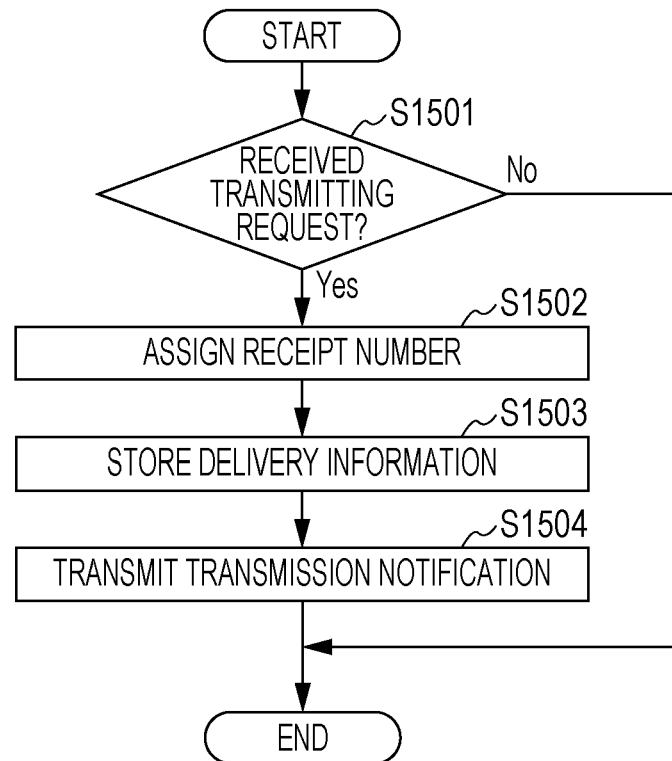 START
S1501
RECEIVED
TRANSMITTING
REQUEST?
No
Yes
S1502
ASSIGN RECEIPT NUMBER
S1503
STORE DELIVERY INFORMATION
S1504
TRANSMIT TRANSMISSION NOTIFICATION
END